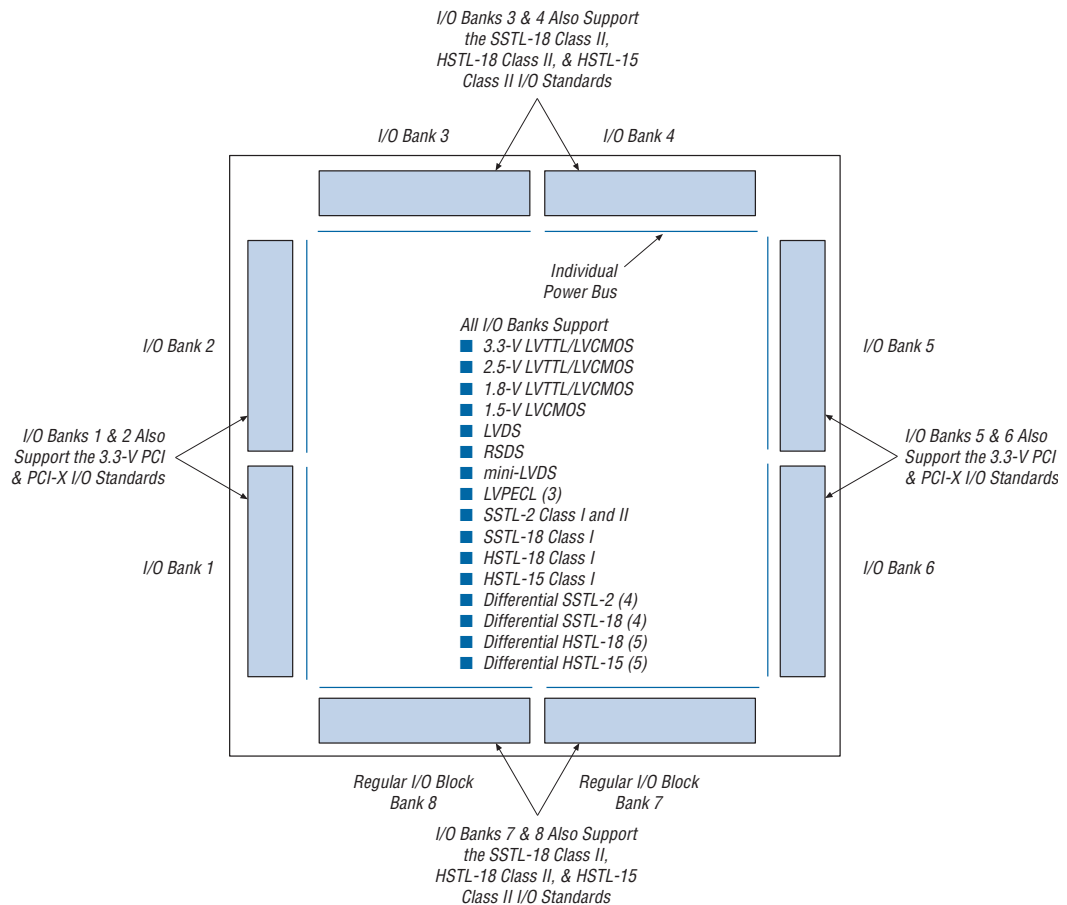 I/O Banks 3 & 4 Also Support
the SSTL-18 Class II,
HSTL-18 Class II, & HSTL-15
Class II I/O Standards
I/O Bank 3
I/O Bank 4
Individual
Power Bus
All I/O Banks Support
3.3-V LVTTL/LVCMOS
2.5-V LVTTL/LVCMOS
1.8-V LVTTL/LVCMOS
1.5-V LVCMOS
LVDS
RSDS
mini-LVDS
LVPECL (3)
SSTL-2 Class I and II
SSTL-18 Class I
HSTL-18 Class I
HSTL-15 Class I
Differential SSTL-2 (4)
Differential SSTL-18 (4)
Differential HSTL-18 (5)
Differential HSTL-15 (5)
I/O Bank 2
I/O Bank 5
I/O Banks 1 & 2 Also
Support the 3.3-V PCI
& PCI-X I/O Standards
I/O Banks 5 & 6 Also
Support the 3.3-V PCI
& PCI-X I/O Standards
I/O Bank 1
I/O Bank 6
Regular I/O Block
Bank 8
Regular I/O Block
Bank 7
I/O Banks 7 & 8 Also Support
the SSTL-18 Class II,
HSTL-18 Class II, & HSTL-15
Class II I/O Standards